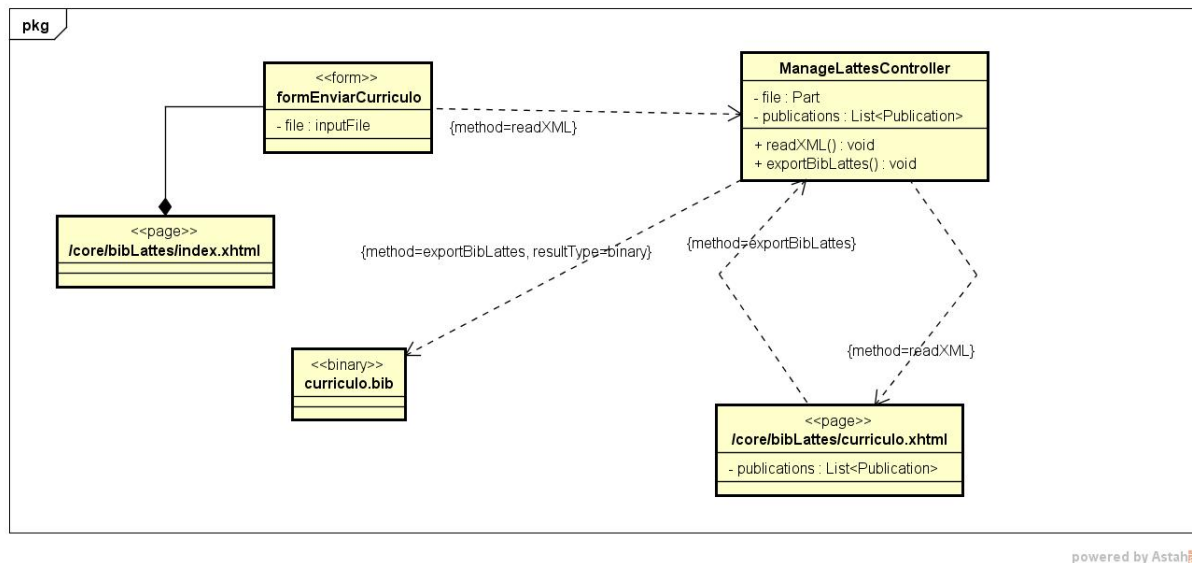 pkg
<<form>>
formEnviarCurriculo
- file : inputFile
{method=readXML}
ManageLattesController
- file : Part
- publications : List<Publication>
+ readXML() : void
+ exportBibLattes() : void
<<page>>
/core/bibLattes/index.xhtml
{method=exportBibLattes, resultType=binary}
{method=exportBibLattes}
{method=readXML}
<<binary>>
curriculo.bib
<<page>>
/core/bibLattes/curriculo.xhtml
- publications : List<Publication>
powered by Astah